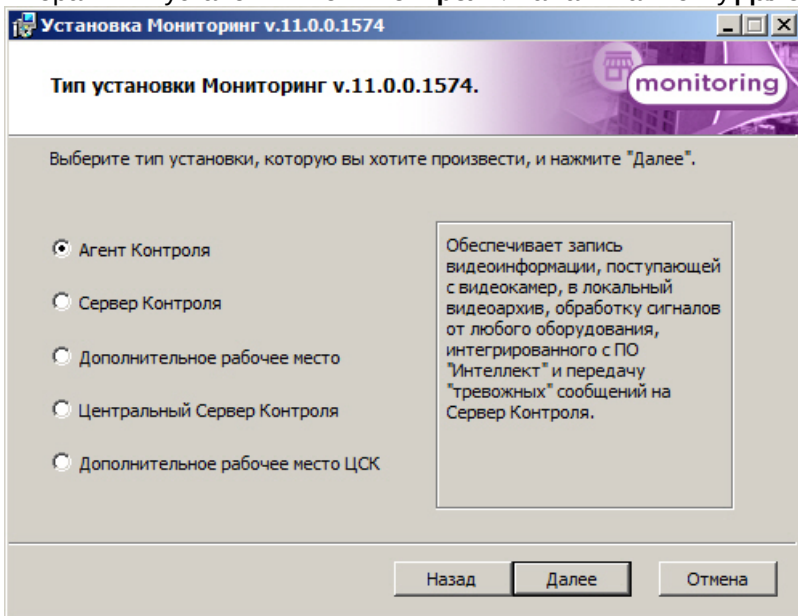 Установка Мониторинг v.11.0.0.1574
Тип установки Мониторинг v.11.0.0.1574.
monitoring
Выберите тип установки, которую вы хотите произвести, и нажмите "Далее".
Агент Контроля
Сервер Контроля
Дополнительное рабочее место
Центральный Сервер Контроля
Дополнительное рабочее место ЦСК
Обеспечивает запись
видеоинформации, поступающей
с видеокамер, в локальный
видеоархив, обработку сигналов
от любого оборудования,
интегрированного с ПО
"Интеллект" и передачу
"тревожных" сообщений на
Сервер Контроля.
Назад
Далее
Отмена